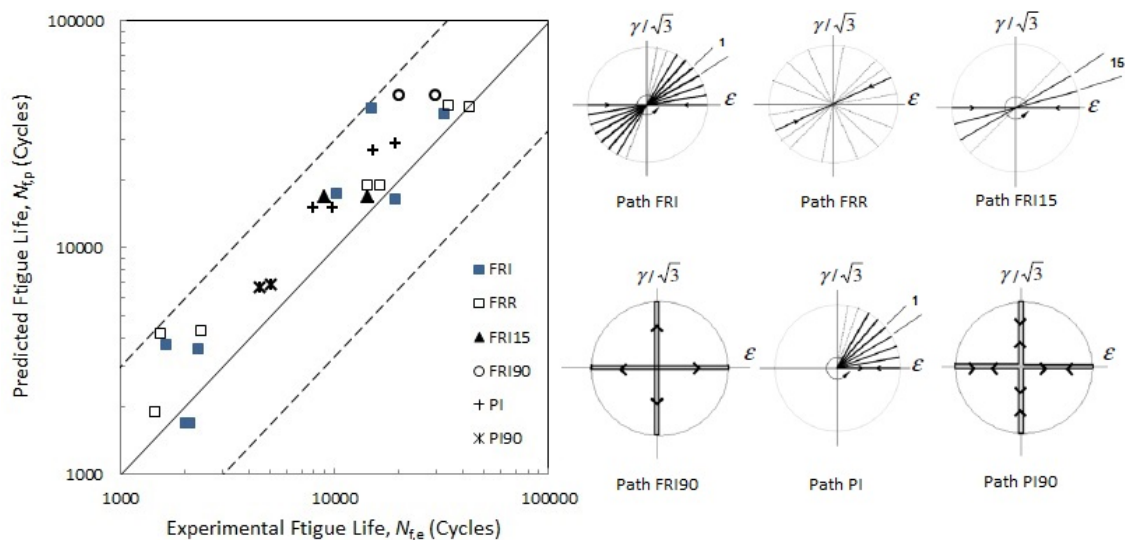 100000
10000
1000
Predicted Ftigue Life, Nf,p (Cycles)
FRI
FRR
FRI15
FRI90
PI
PI90
1000 10000 100000
Experimental Ftigue Life, Nf,e (Cycles)
γ/√3
1
ε
Path FRI
γ/√3
ε
Path FRR
γ/√3
15
ε
Path FRI15
γ/√3
ε
Path FRI90
γ/√3
1
ε
Path PI
γ/√3
ε
Path PI90